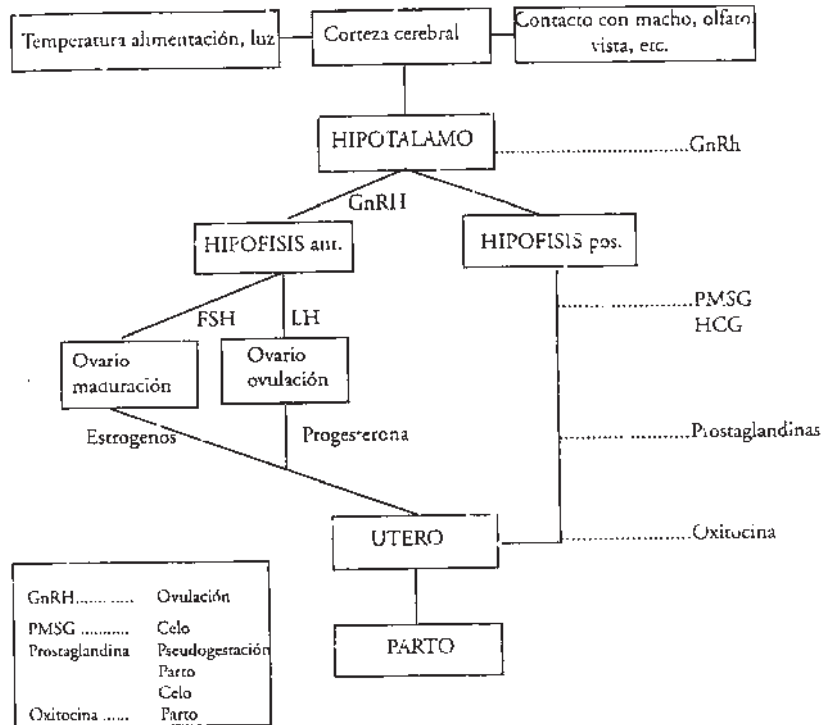 Temperatura alimentación, luz
Corteza cerebral
Contacto con macho, olfato,
vista, etc.
HIPOTALAMO
GnRh
GnRH
HIPOFISIS ant.
HIPOFISIS pos.
PMSG
HCG
FSH
LH
Ovario
maduración
Ovario
ovulación
Estrogenos
Progesterona
Prostaglandinas
UTERO
Oxitocina
PARTO
GnRH............ Ovulación
PMSG ........... Celo
Prostaglandina Pseudogestación
Parto
Celo
Oxitocina ...... Parto